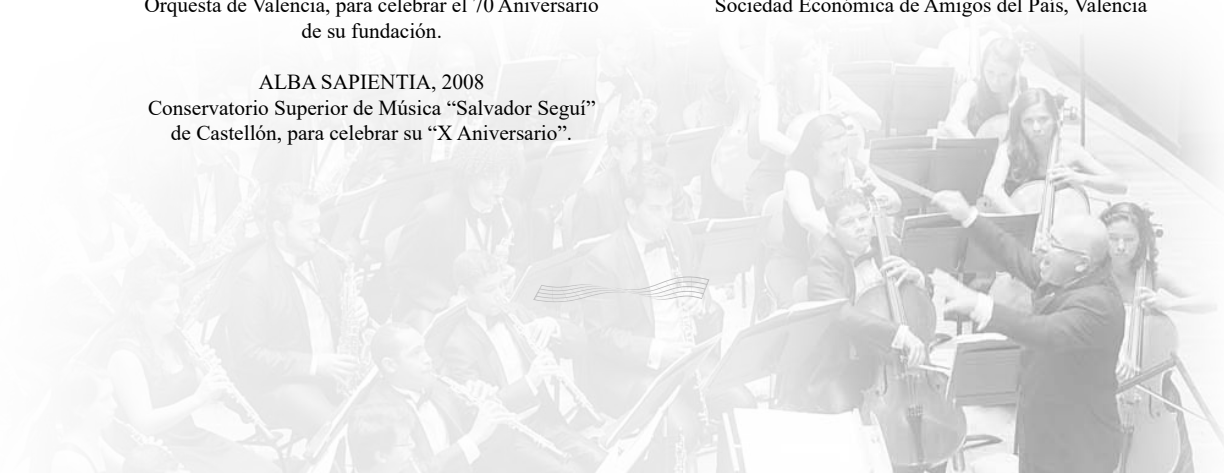 Orquesta de Valencia, para celebrar el 70 Aniversario
de su fundación.
ALBA SAPIENTIA, 2008
Conservatorio Superior de Música “Salvador Seguí”
de Castellón, para celebrar su “X Aniversario”.
Sociedad Económica de Amigos del País, Valencia